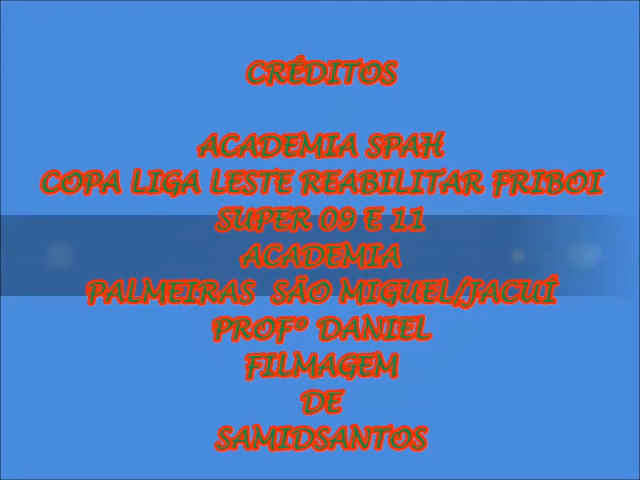 CRÉDITOS
ACADEMIA SPAH
COPA LIGA LESTE REABILITAR FRIBOI
SUPER 09 E 11
ACADEMIA
PALMEIRAS SÃO MIGUEL/JACUÍ
PROFº DANIEL
FILMAGEM
DE
SAMIDSANTOS